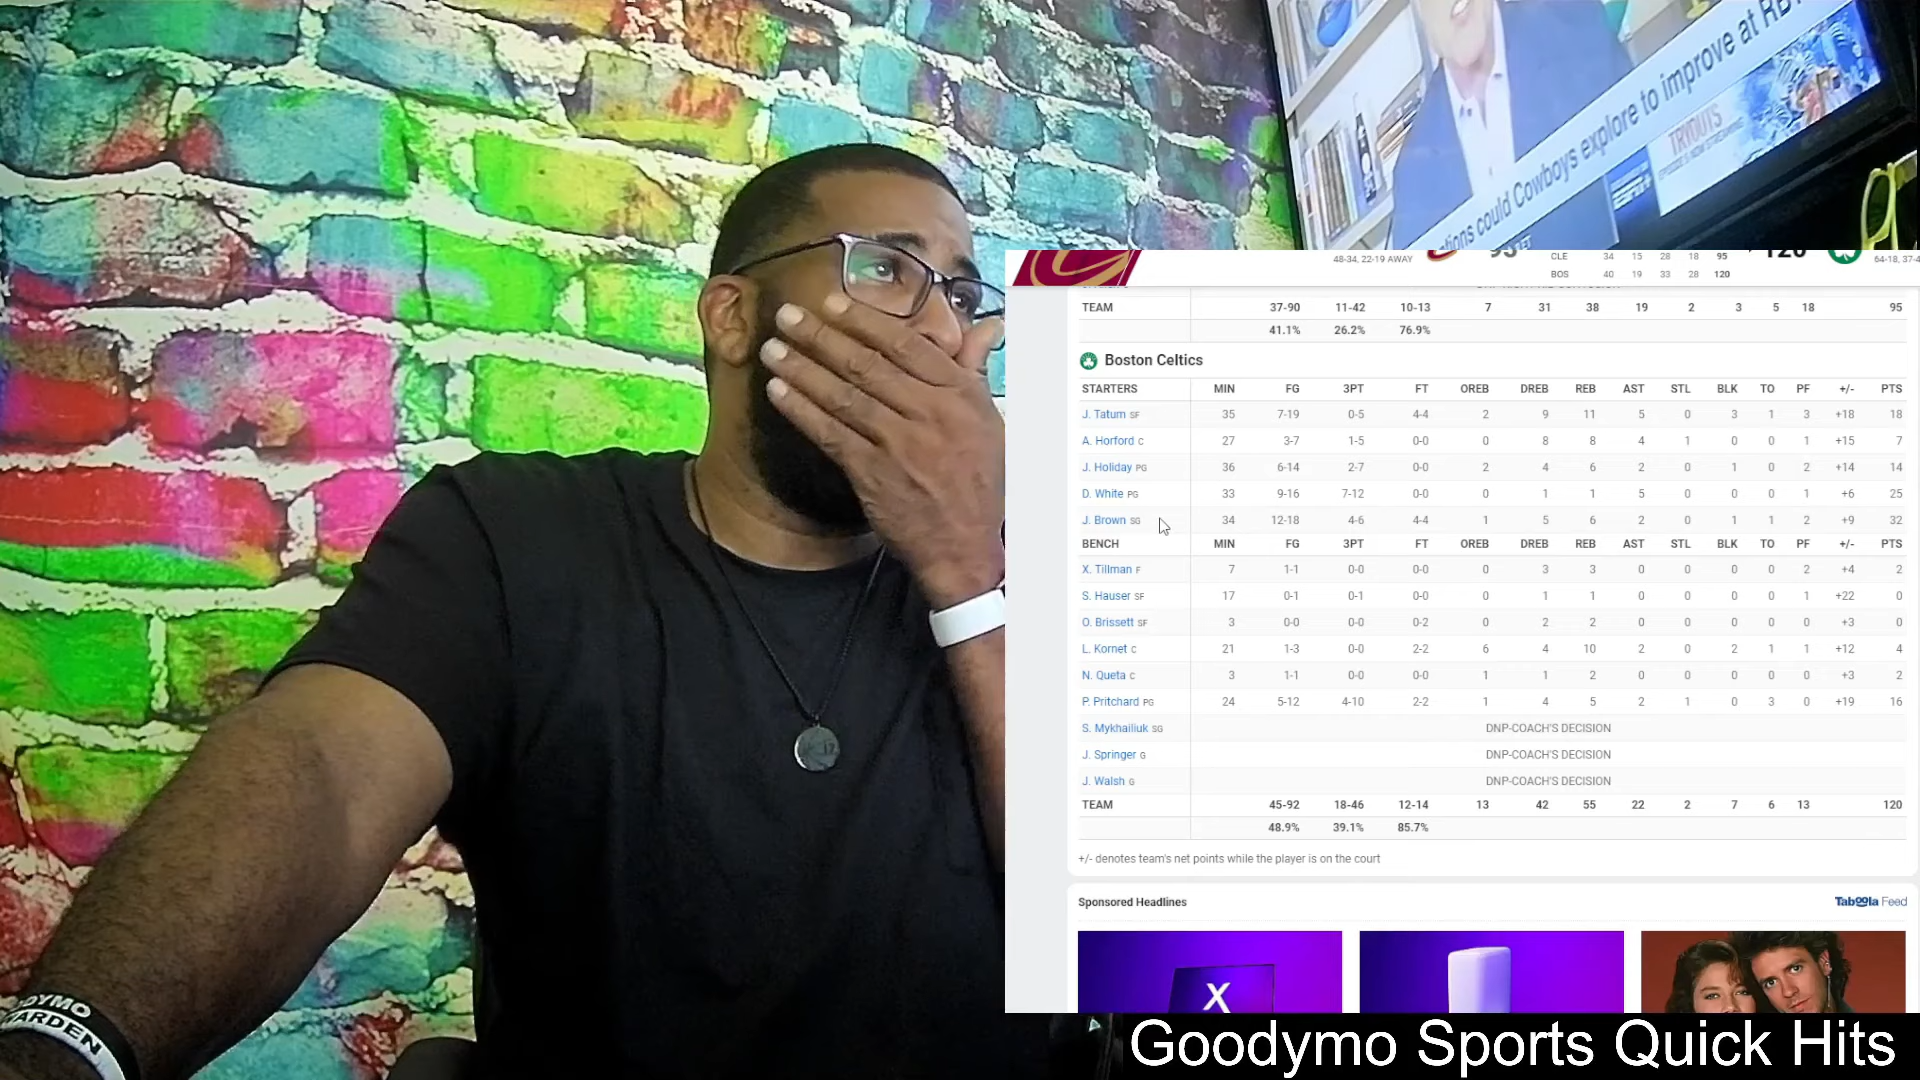 tions could Cowboys explore to improve at RB
TRYOUTS
48-34, 22-19 AWAY
CLE 34 15 28 18 95
BOS 40 19 33 28 120
120
64-18, 37-4
TEAM 37-90 11-42 10-13 7 31 38 19 2 3 5 18 95
41.1% 26.2% 76.9%
Boston Celtics
STARTERS MIN FG 3PT FT OREB DREB REB AST STL BLK TO PF +/- PTS
J. Tatum SF 35 7-19 0-5 4-4 2 9 11 5 0 3 1 3 +18 18
A. Horford C 27 3-7 1-5 0-0 0 8 8 4 1 0 0 1 +15 7
J. Holiday PG 36 6-14 2-7 0-0 2 4 6 2 0 1 0 2 +14 14
D. White PG 33 9-16 7-12 0-0 0 1 1 5 0 0 0 1 +6 25
J. Brown SG 34 12-18 4-6 4-4 1 5 6 2 0 1 1 2 +9 32
BENCH MIN FG 3PT FT OREB DREB REB AST STL BLK TO PF +/- PTS
X. Tillman F 7 1-1 0-0 0-0 0 3 3 0 0 0 0 2 +4 2
S. Hauser SF 17 0-1 0-1 0-0 0 1 1 0 0 0 0 1 +22 0
O. Brissett SF 3 0-0 0-0 0-2 0 2 2 0 0 0 0 0 +3 0
L. Kornet C 21 1-3 0-0 2-2 6 4 10 2 0 2 1 1 +12 4
N. Queta C 3 1-1 0-0 0-0 1 1 2 0 0 0 0 0 +3 2
P. Pritchard PG 24 5-12 4-10 2-2 1 4 5 2 1 0 3 0 +19 16
S. Mykhailiuk SG DNP-COACH'S DECISION
J. Springer G DNP-COACH'S DECISION
J. Walsh G DNP-COACH'S DECISION
TEAM 45-92 18-46 12-14 13 42 55 22 2 7 6 13 120
48.9% 39.1% 85.7%
+/- denotes team's net points while the player is on the court
Sponsored Headlines
Taboola Feed
X
ODYMO
WARDEN
Goodymo Sports Quick Hits